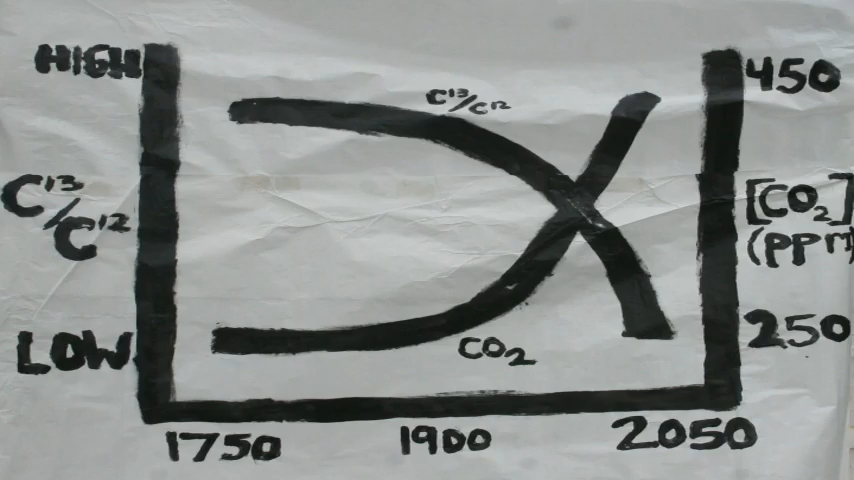 HIGH
C13/C12
LOW
C13/C12
CO2
450
[CO2]
(PPM)
250
1750
1900
2050